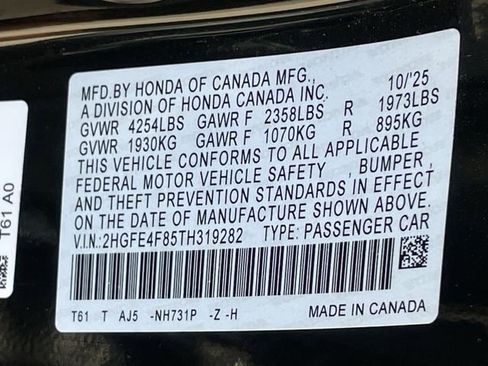 MFD.BY HONDA OF CANADA MFG., 10/'25
A DIVISION OF HONDA CANADA INC.
GVWR 4254LBS GAWR F 2358LBS R 1973LBS
GVWR 1930KG GAWR F 1070KG R 895KG
THIS VEHICLE CONFORMS TO ALL APPLICABLE
FEDERAL MOTOR VEHICLE SAFETY , BUMPER,
AND THEFT PREVENTION STANDARDS IN EFFECT
ON THE DATE OF MANUFACTURE SHOWN ABOVE.
V.I.N.:2HGFE4F85TH319282 TYPE: PASSENGER CAR
T61 T AJ5 -NH731P -Z -H MADE IN CANADA
T61 A0